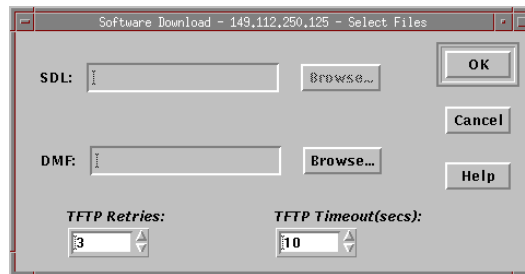 Software Download - 149.112.250.125 - Select Files
SDL:
Browse...
OK
Cancel
DMF:
Browse...
Help
TFTP Retries:
TFTP Timeout(secs):
3
10